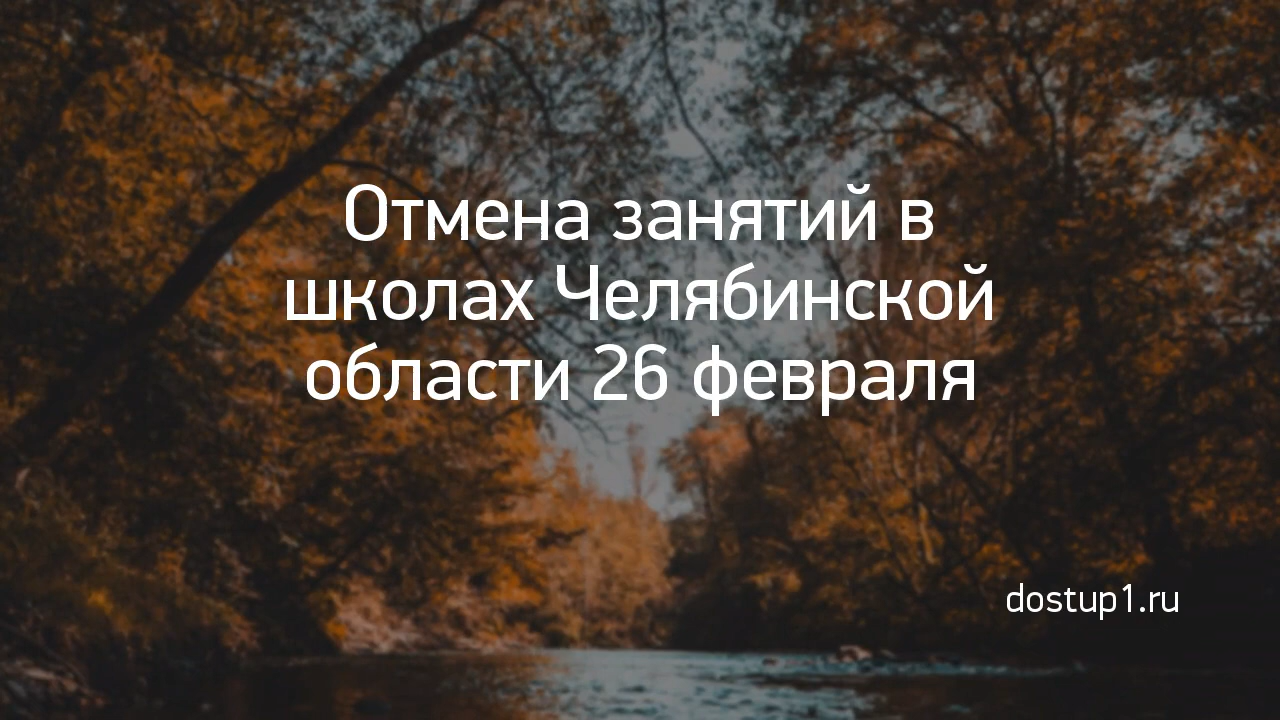 Отмена занятий в
школах Челябинской
области 26 февраля
dostup1.ru